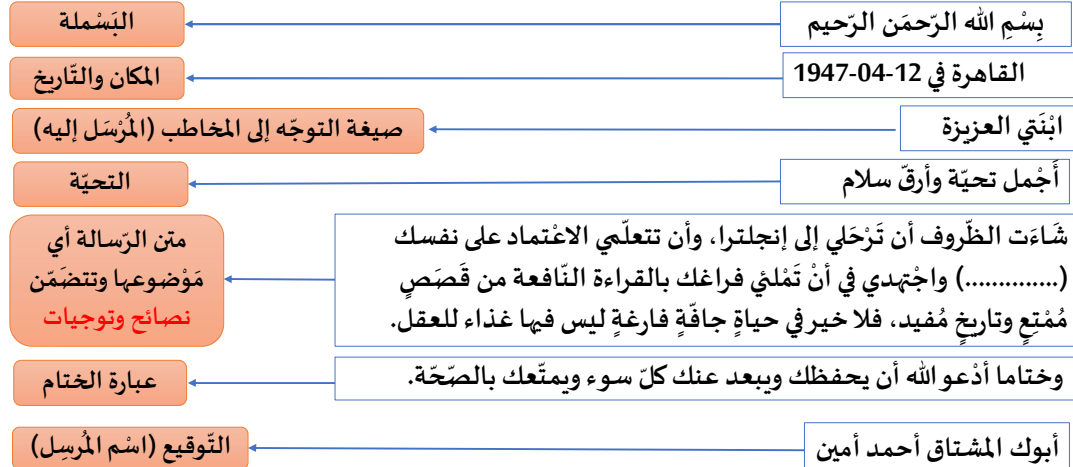 بِسْمِ الله الرّحمَن الرّحيم
البَسْملة
القاهرة في 12-04-1947
المكان والتّاريخ
ابْنَتي العزيزة
صيغة التوجّه إلى المخاطب (المُرْسَل إليه)
أَجْمل تحيّة وأرقّ سلام
التحيّة
شَاءَت الظّروف أن تَرْحَلي إلى إنجلترا، وأن تتعلّمي الاعْتماد على نفسك
(..............) واجْتهدي في أنْ تَمْلئي فراغك بالقراءة النّافعة من قَصَصٍ
مُمْتِعٍ وتاريخٍ مُفيد، فلا خير في حياةٍ جافّةٍ فارغةٍ ليس فيها غذاء للعقل.
متن الرّسالة أي
مَوْضوعها وتتضَمّن
نصائح وتوجيات
وختاما أدْعو الله أن يحفظك ويبعد عنك كلّ سوء ويمتّعك بالصّحّة.
عبارة الختام
أبوك المشتاق أحمد أمين
التّوقيع (اسْم المُرسِل)